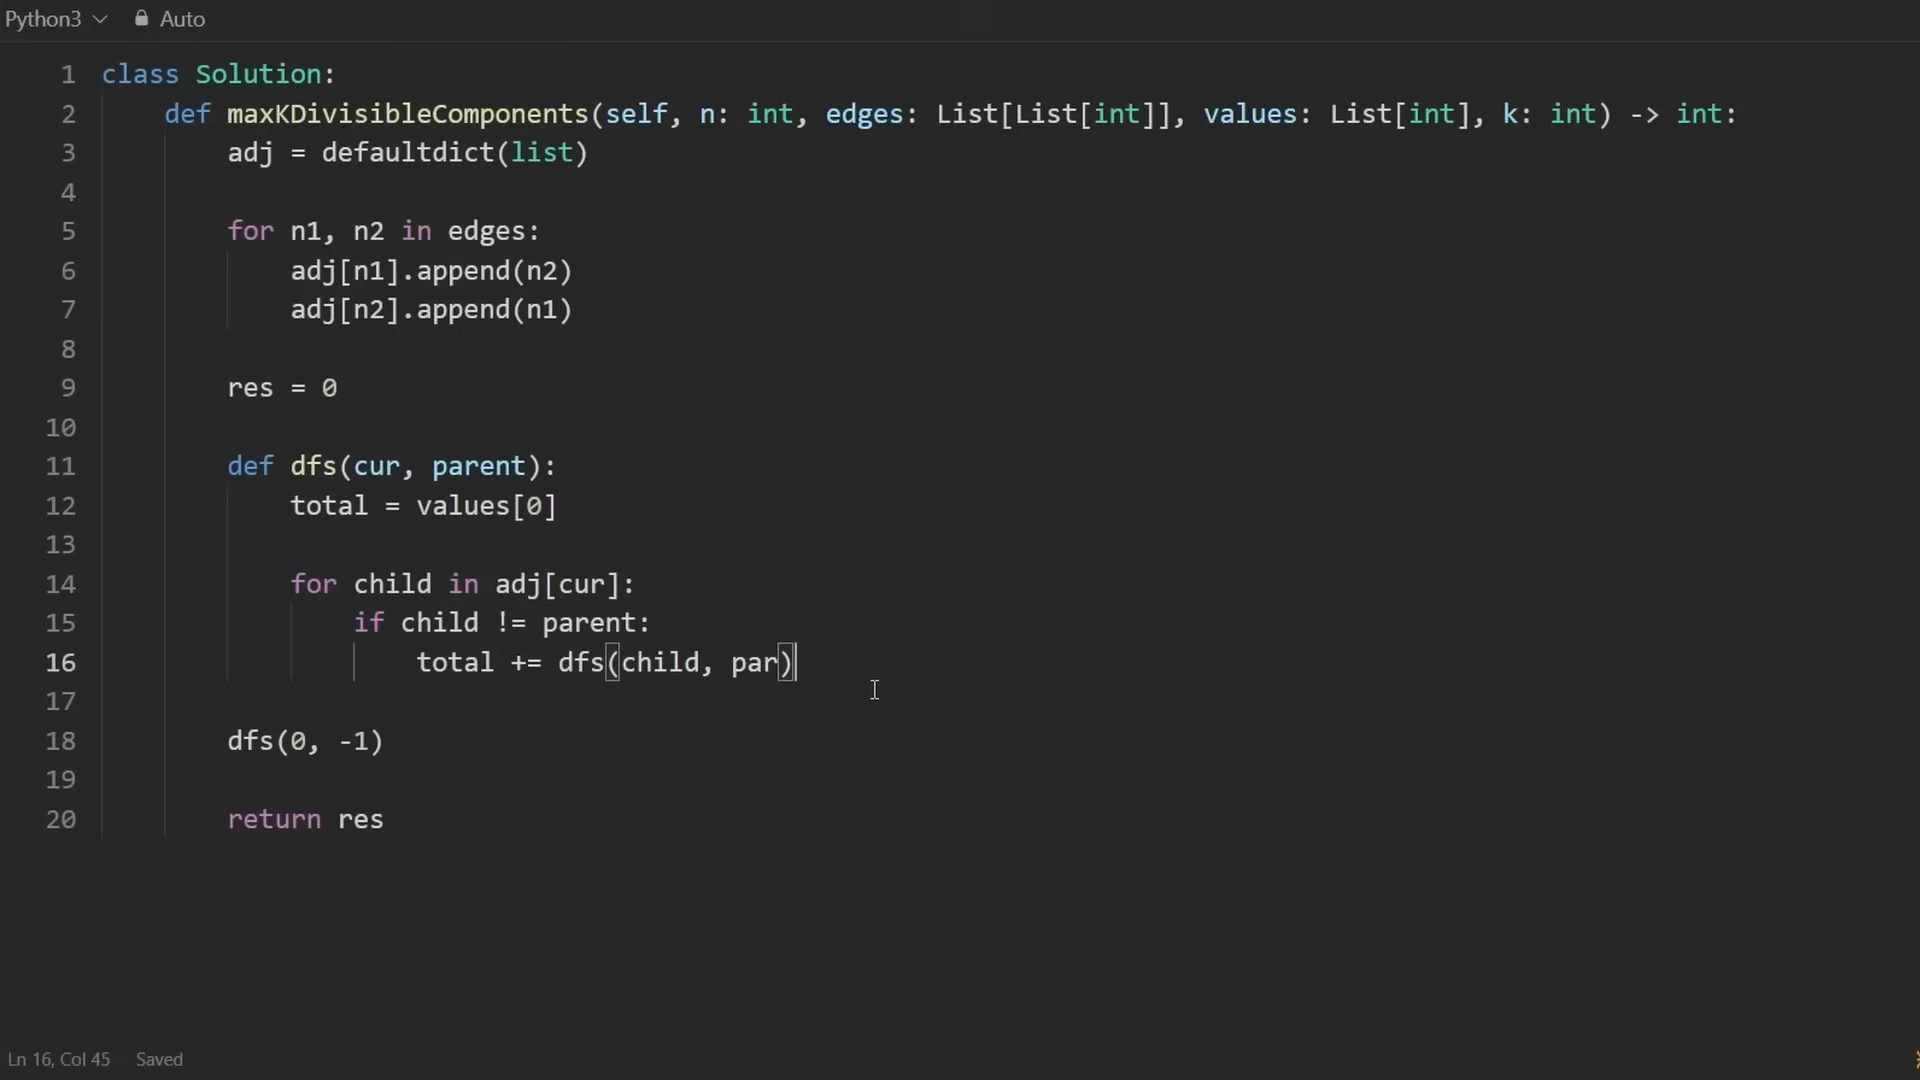 Python3 Auto
1 class Solution:
2     def maxKDivisibleComponents(self, n: int, edges: List[List[int]], values: List[int], k: int) -> int:
3         adj = defaultdict(list)
4
5         for n1, n2 in edges:
6             adj[n1].append(n2)
7             adj[n2].append(n1)
8
9         res = 0
10
11         def dfs(cur, parent):
12             total = values[0]
13
14             for child in adj[cur]:
15                 if child != parent:
16                     total += dfs(child, par)
17
18         dfs(0, -1)
19
20         return res
Ln 16, Col 45 Saved